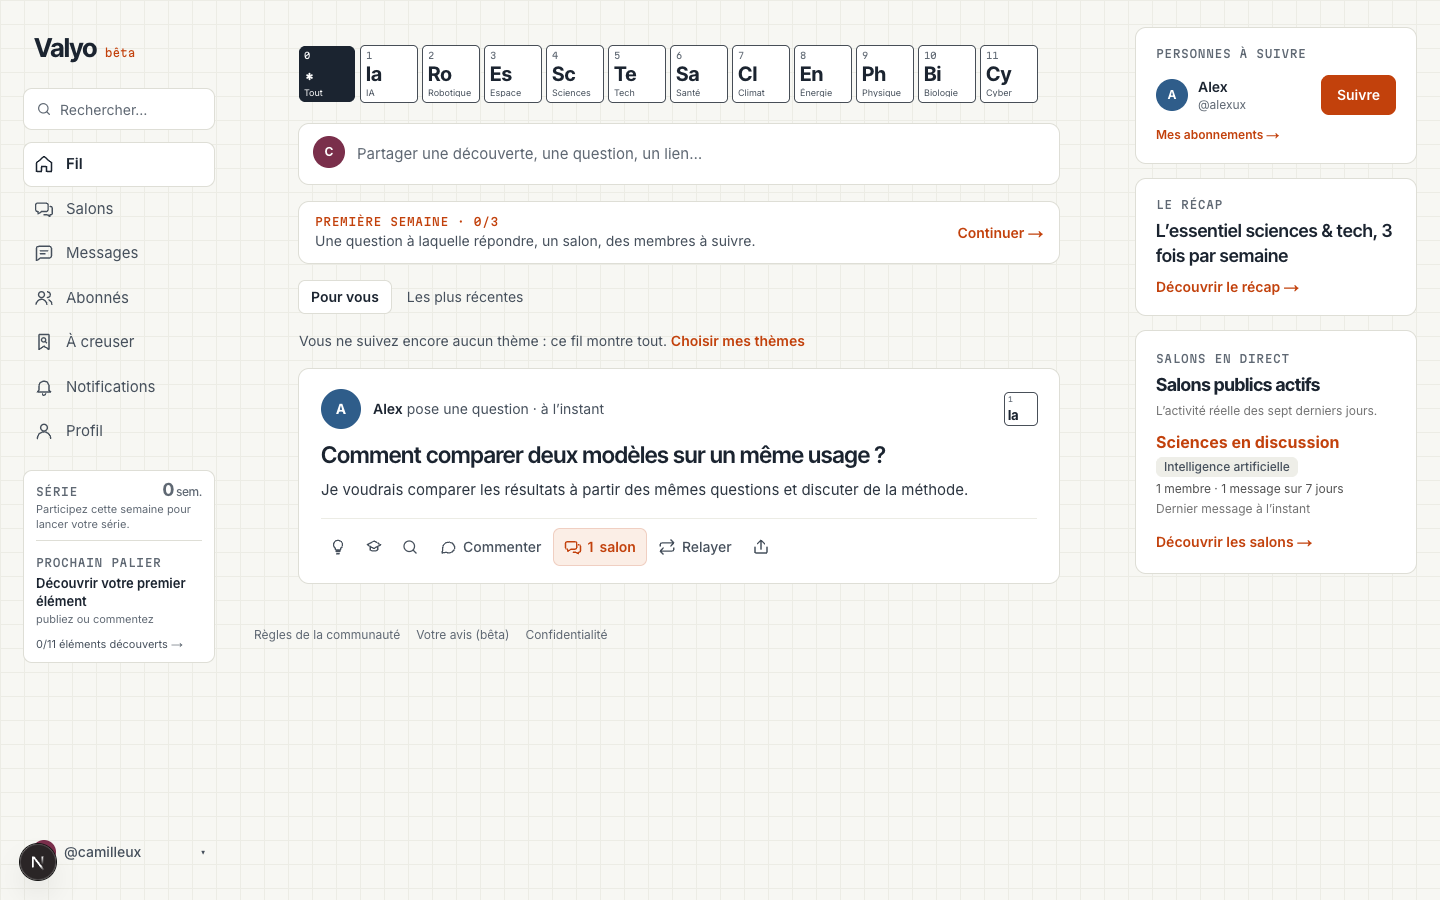 Valyo bêta
Rechercher...
Fil
Salons
Messages
Abonnés
À creuser
Notifications
Profil
SÉRIE 0 sem.
Participez cette semaine pour
lancer votre série.
PROCHAIN PALIER
Découvrir votre premier
élément
publiez ou commentez
0/11 éléments découverts →
N
@camilleux
0 1 2 3 4 5 6 7 8 9 10 11
* Ia Ro Es Sc Te Sa Cl En Ph Bi Cy
Tout IA Robotique Espace Sciences Tech Santé Climat Énergie Physique Biologie Cyber
C Partager une découverte, une question, un lien...
PREMIÈRE SEMAINE · 0/3
Une question à laquelle répondre, un salon, des membres à suivre.
Continuer →
Pour vous Les plus récentes
Vous ne suivez encore aucun thème : ce fil montre tout. Choisir mes thèmes
A Alex pose une question · à l’instant
1
Ia
Comment comparer deux modèles sur un même usage ?
Je voudrais comparer les résultats à partir des mêmes questions et discuter de la méthode.
Commenter 1 salon Relayer
Règles de la communauté Votre avis (bêta) Confidentialité
PERSONNES À SUIVRE
A Alex
@alexux
Suivre
Mes abonnements →
LE RÉCAP
L’essentiel sciences & tech, 3
fois par semaine
Découvrir le récap →
SALONS EN DIRECT
Salons publics actifs
L’activité réelle des sept derniers jours.
Sciences en discussion
Intelligence artificielle
1 membre · 1 message sur 7 jours
Dernier message à l’instant
Découvrir les salons →